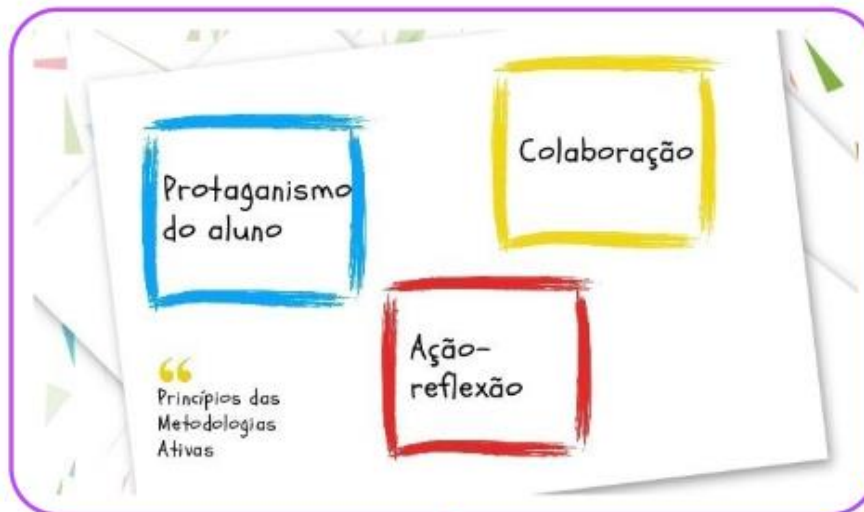 Protaganismo
do aluno
Colaboração
Ação-
reflexão
“
Princípios das
Metodologias
Ativas